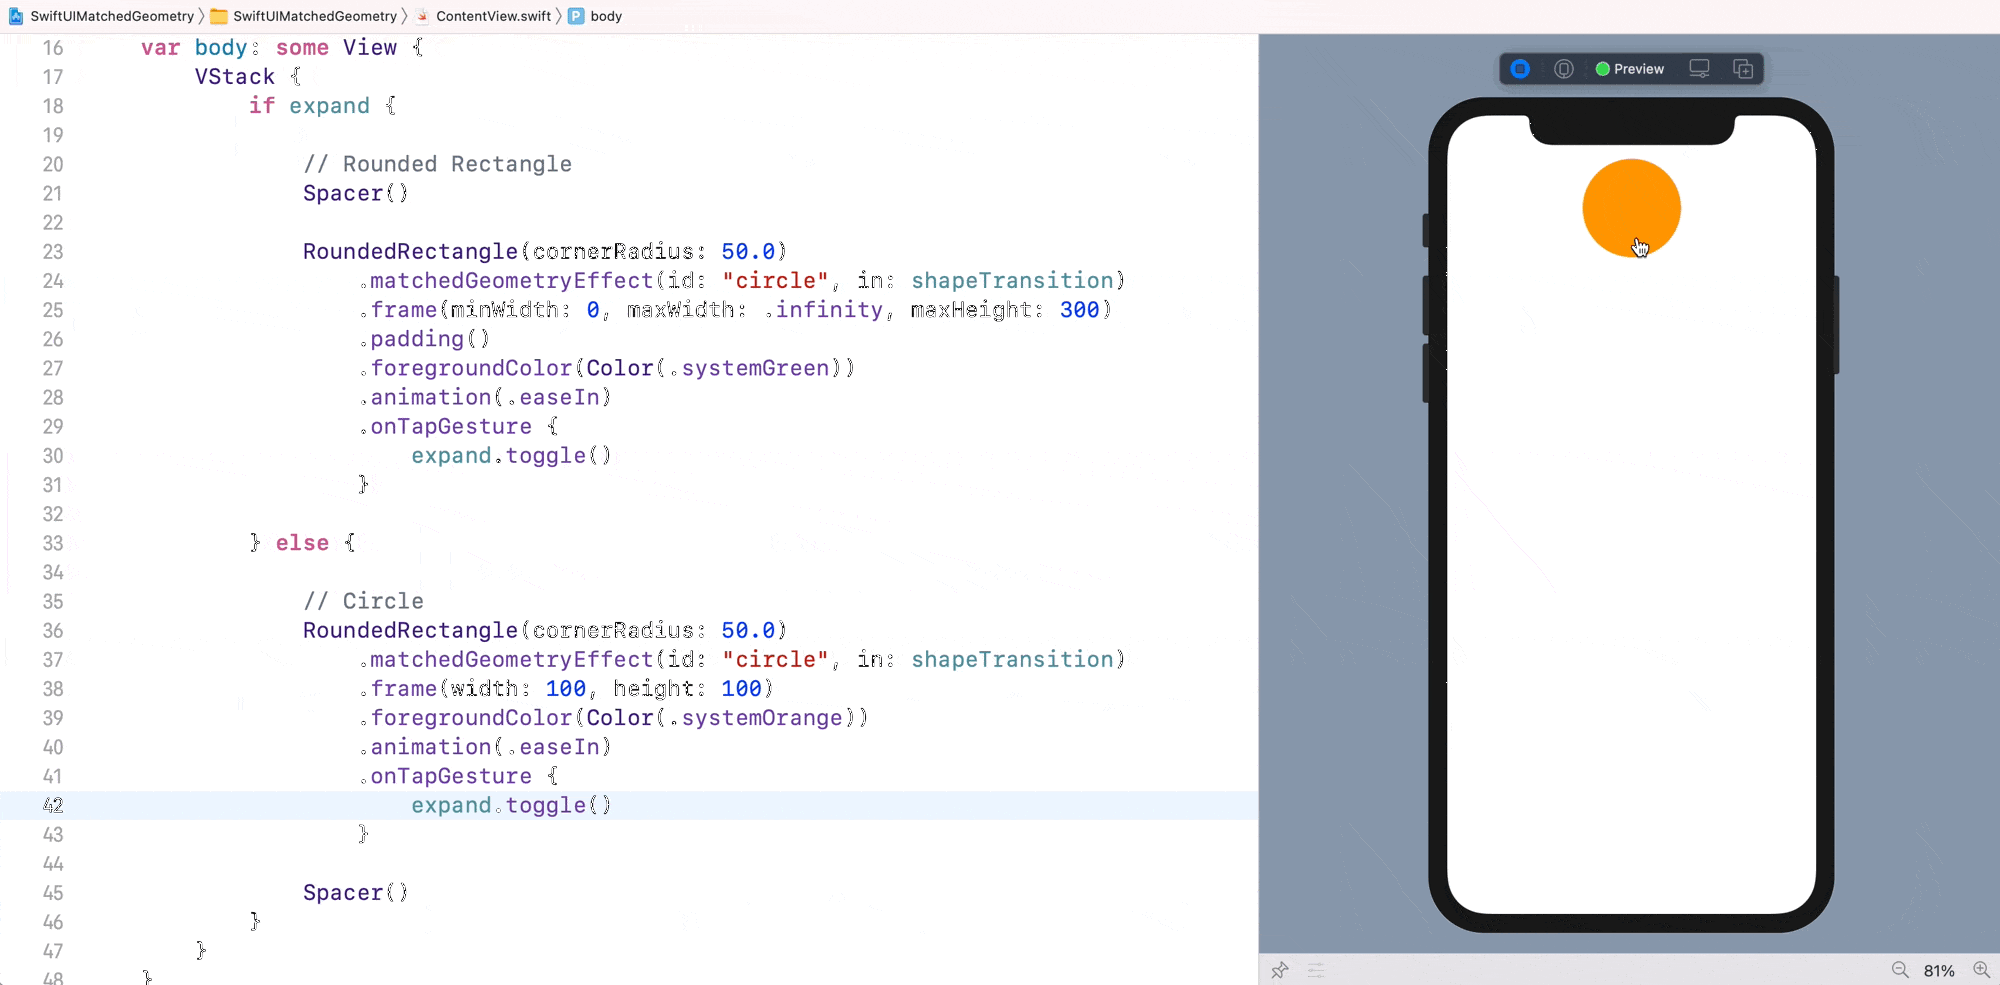 SwiftUIMatchedGeometry 〉 SwiftUIMatchedGeometry 〉 ContentView.swift 〉 P body
16 var body: some View {
17 VStack {
18 if expand {
19
20 // Rounded Rectangle
21 Spacer()
22
23 RoundedRectangle(cornerRadius: 50.0)
24 .matchedGeometryEffect(id: "circle", in: shapeTransition)
25 .frame(minWidth: 0, maxWidth: .infinity, maxHeight: 300)
26 .padding()
27 .foregroundColor(Color(.systemGreen))
28 .animation(.easeIn)
29 .onTapGesture {
30 expand.toggle()
31 }
32
33 } else {
34
35 // Circle
36 RoundedRectangle(cornerRadius: 50.0)
37 .matchedGeometryEffect(id: "circle", in: shapeTransition)
38 .frame(width: 100, height: 100)
39 .foregroundColor(Color(.systemOrange))
40 .animation(.easeIn)
41 .onTapGesture {
42 expand.toggle()
43 }
44
45 Spacer()
46 }
47 }
48 }
Preview
81%